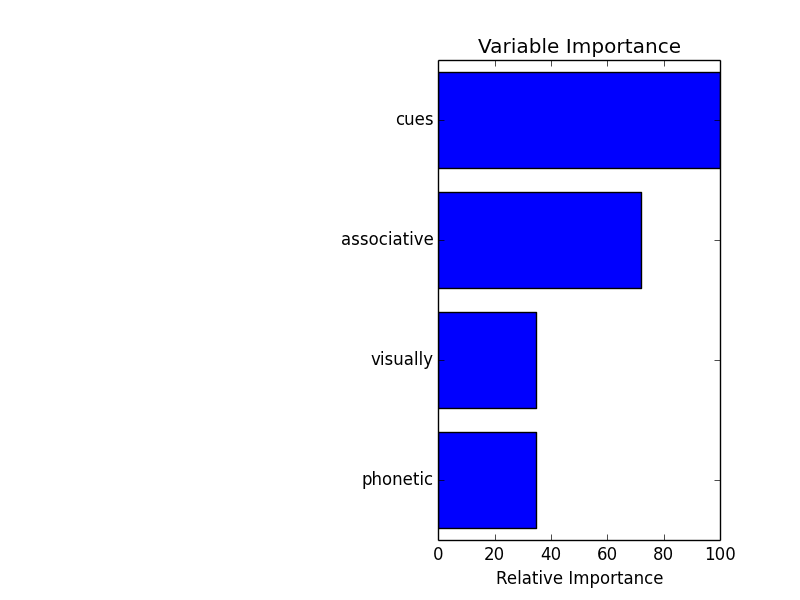 Variable Importance
cues
associative
visually
phonetic
0 20 40 60 80 100
Relative Importance